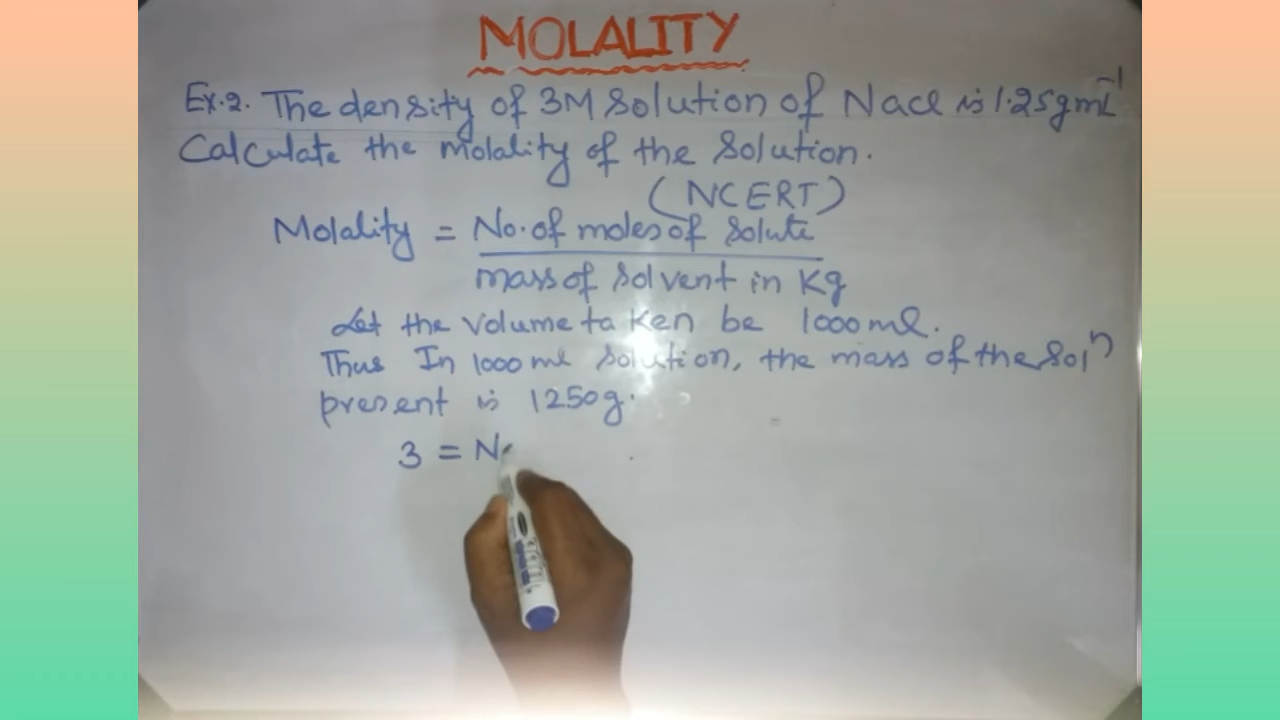 MOLALITY
Ex.2. The density of 3M solution of Nacl is 1.25gmL⁻¹
Calculate the molality of the solution.
(NCERT)
Molality = No. of moles of solute
mass of solvent in Kg
Let the volume taken be 1000ml.
Thus In 1000ml solution, the mass of the solⁿ
present is 1250g.
3 = No